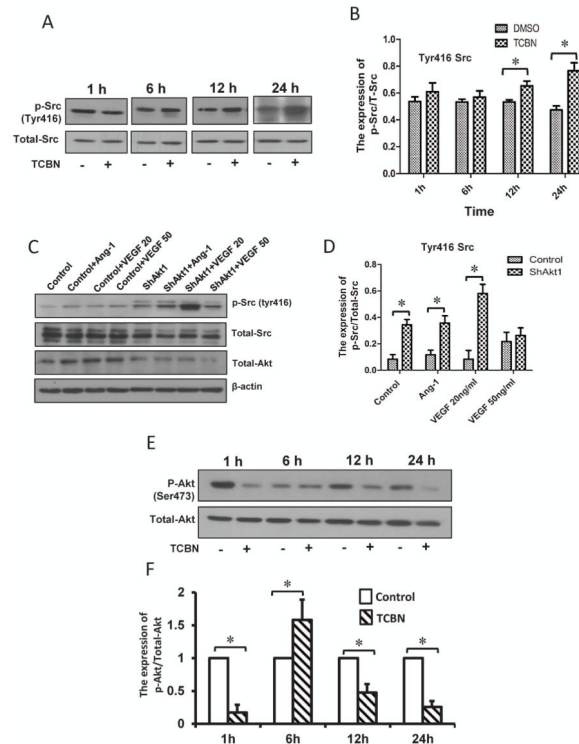 A
1 h 6 h 12 h 24 h
p-Src
(Tyr416)
Total-Src
TCBN - + - + - + - +
B
DMSO
TCBN
Tyr416 Src
The expression of
p-Src/T-Src
1.0
0.8
0.6
0.4
0.2
0.0
* *
1h 6h 12h 24h
Time
C
Control
Control+Ang-1
Control+VEGF 20
Control+VEGF 50
ShAkt1
ShAkt1+Ang-1
ShAkt1+VEGF 20
ShAkt1+VEGF 50
p-Src (tyr416)
Total-Src
Total-Akt
β-actin
D
Tyr416 Src
Control
ShAkt1
The expression of
p-Src/Total-Src
0.8
0.6
0.4
0.2
0.0
* * *
Control
Ang-1
VEGF 20ng/ml
VEGF 50ng/ml
E
1 h 6 h 12 h 24 h
P-Akt
(Ser473)
Total-Akt
TCBN - + - + - + - +
F
Control
TCBN
The expression of
p-Akt/Total-Akt
2
1.5
1
0.5
0
* * * *
1h 6h 12h 24h